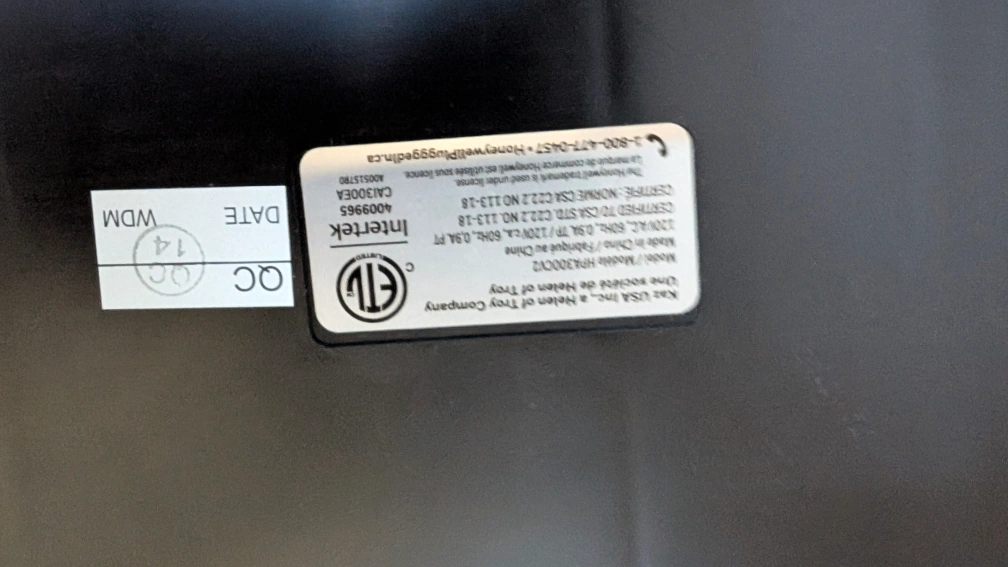 Kaz USA Inc., a Helen of Troy Company
Une société de Helen of Troy
Model / Modèle HPA300CV2
Made in China / Fabriqué au Chine
120V A.C, 60Hz, 0,9A, TP / 120V c.a, 60Hz, 0,9A, PT
CERTIFIED TO CSA STD. C22.2 NO. 113-18
CERTIFIÉ : NORME CSA C22.2 NO 113-18
The Honeywell trademark is used under license.
La marque de commerce Honeywell est utilisée sous licence.
1-800-477-0457 • HoneywellPluggedIn.ca
C
ETL
LISTED
Intertek
4009965
CAI300EA
A00515780
QC
QC
14
DATE
WDM